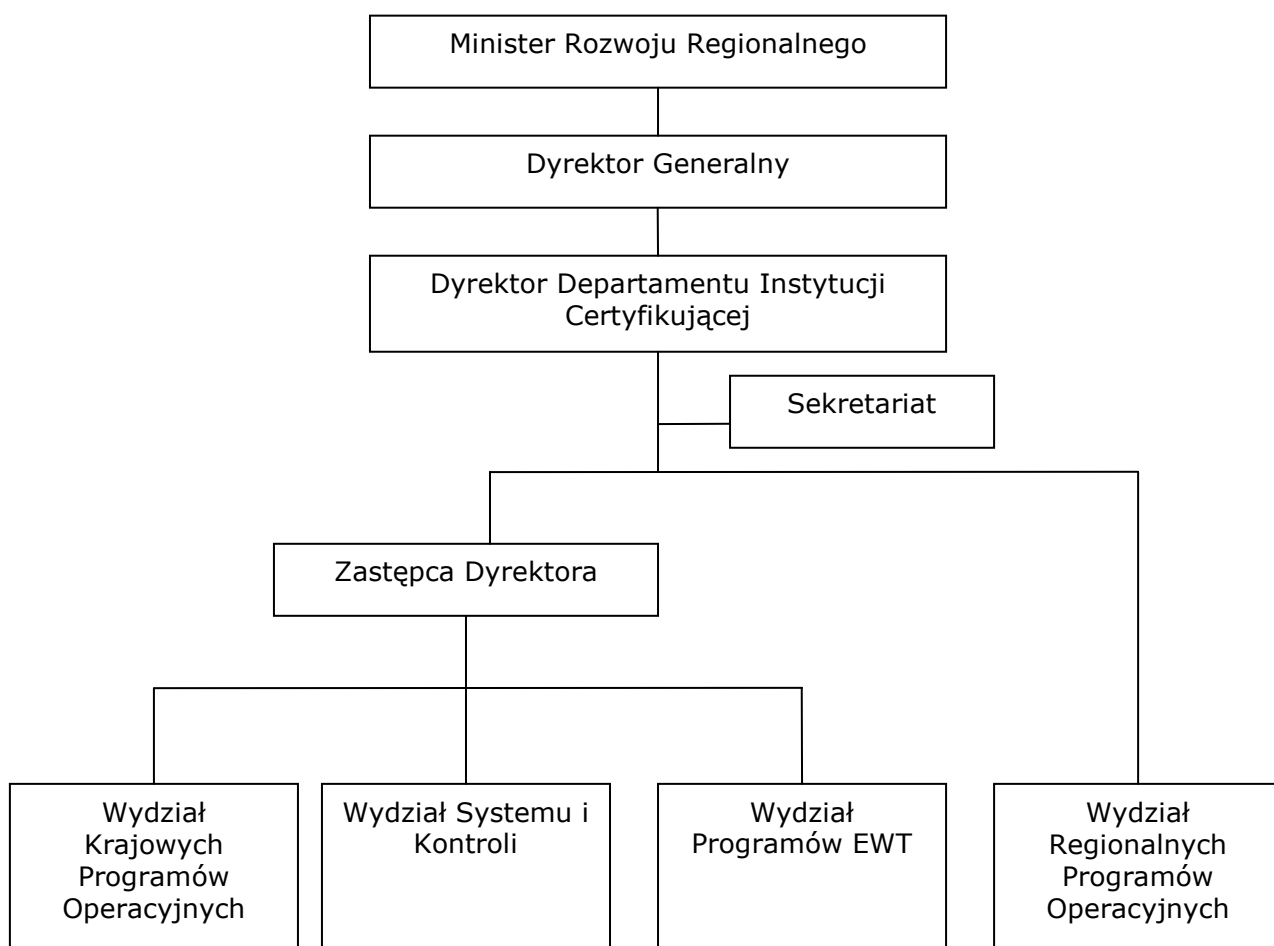 Minister Rozwoju Regionalnego
Dyrektor Generalny
Dyrektor Departamentu Instytucji
Certyfikującej
Sekretariat
Zastępca Dyrektora
Wydział
Krajowych
Programów
Operacyjnych
Wydział Systemu i
Kontroli
Wydział
Programów EWT
Wydział
Regionalnych
Programów
Operacyjnych